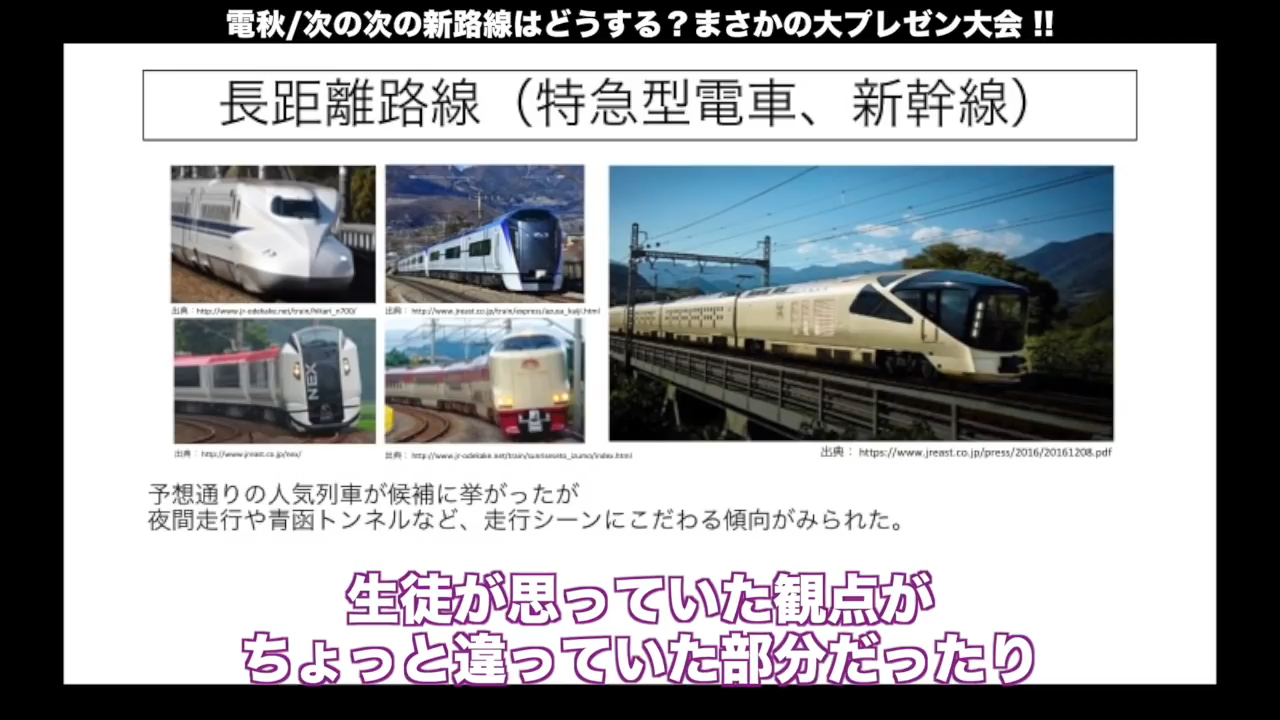 電秋/次の次の新路線はどうする？まさかの大プレゼン大会 !!
長距離路線（特急型電車、新幹線）
出典：http://www.jr-odekake.net/train/hikari_n700/
出典：http://www.jreast.co.jp/train/express/azusa_kaiji.html
NEX
出典：http://www.jreast.co.jp/nex/
出典：http://www.jr-odekake.net/train/sunriseseto_izumo/index.html
出典：https://www.jreast.co.jp/press/2016/20161208.pdf
予想通りの人気列車が候補に挙がったが
夜間走行や青函トンネルなど、走行シーンにこだわる傾向がみられた。
生徒が思っていた観点が
ちょっと違っていた部分だったり